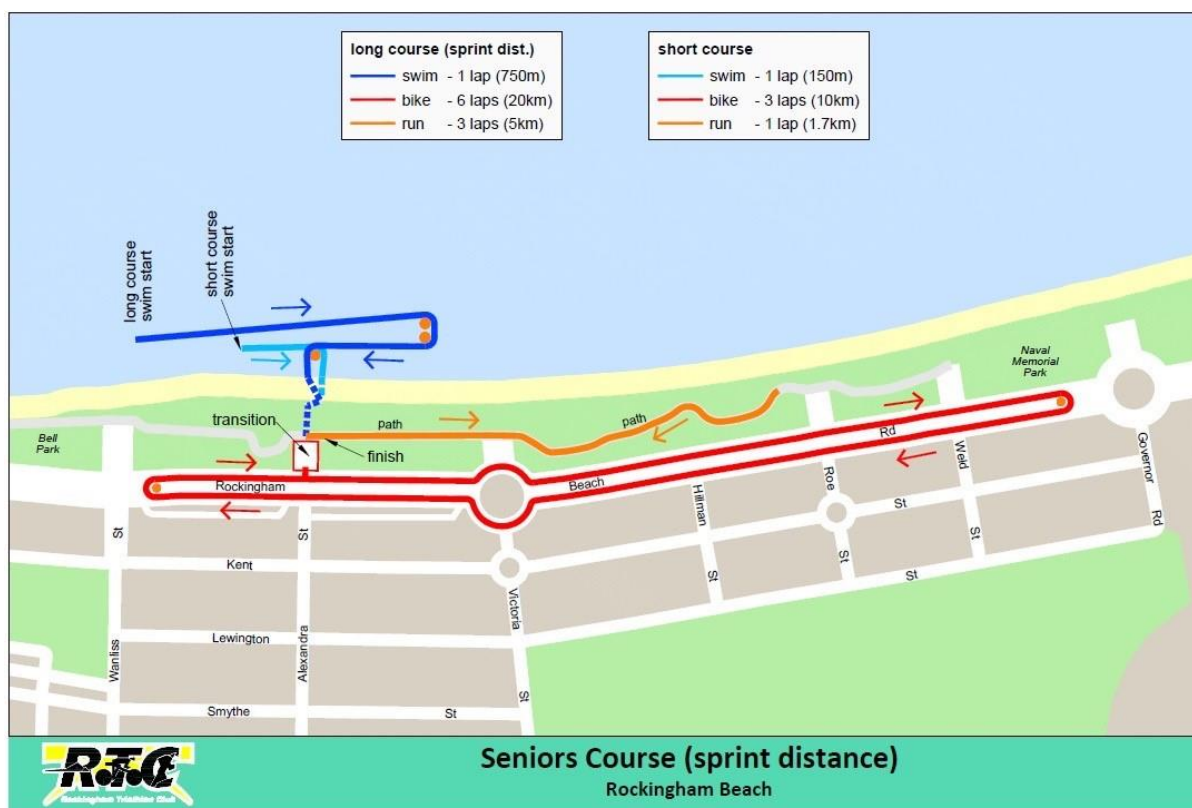 long course (sprint dist.)
swim - 1 lap (750m)
bike - 6 laps (20km)
run - 3 laps (5km)
short course
swim - 1 lap (150m)
bike - 3 laps (10km)
run - 1 lap (1.7km)
long course
swim start
short course
swim start
Naval
Memorial
Park
transition
path
path
finish
Bell
Park
Rockingham
Beach
Rd
Hillman
St
Roe
St
Weld
St
Governor
Rd
St
St
Kent
St
St
Victoria
St
Wanliss
Lewington
Alexandra
Smythe
St
R.T.C
Rockingham Triathlon Club
Seniors Course (sprint distance)
Rockingham Beach